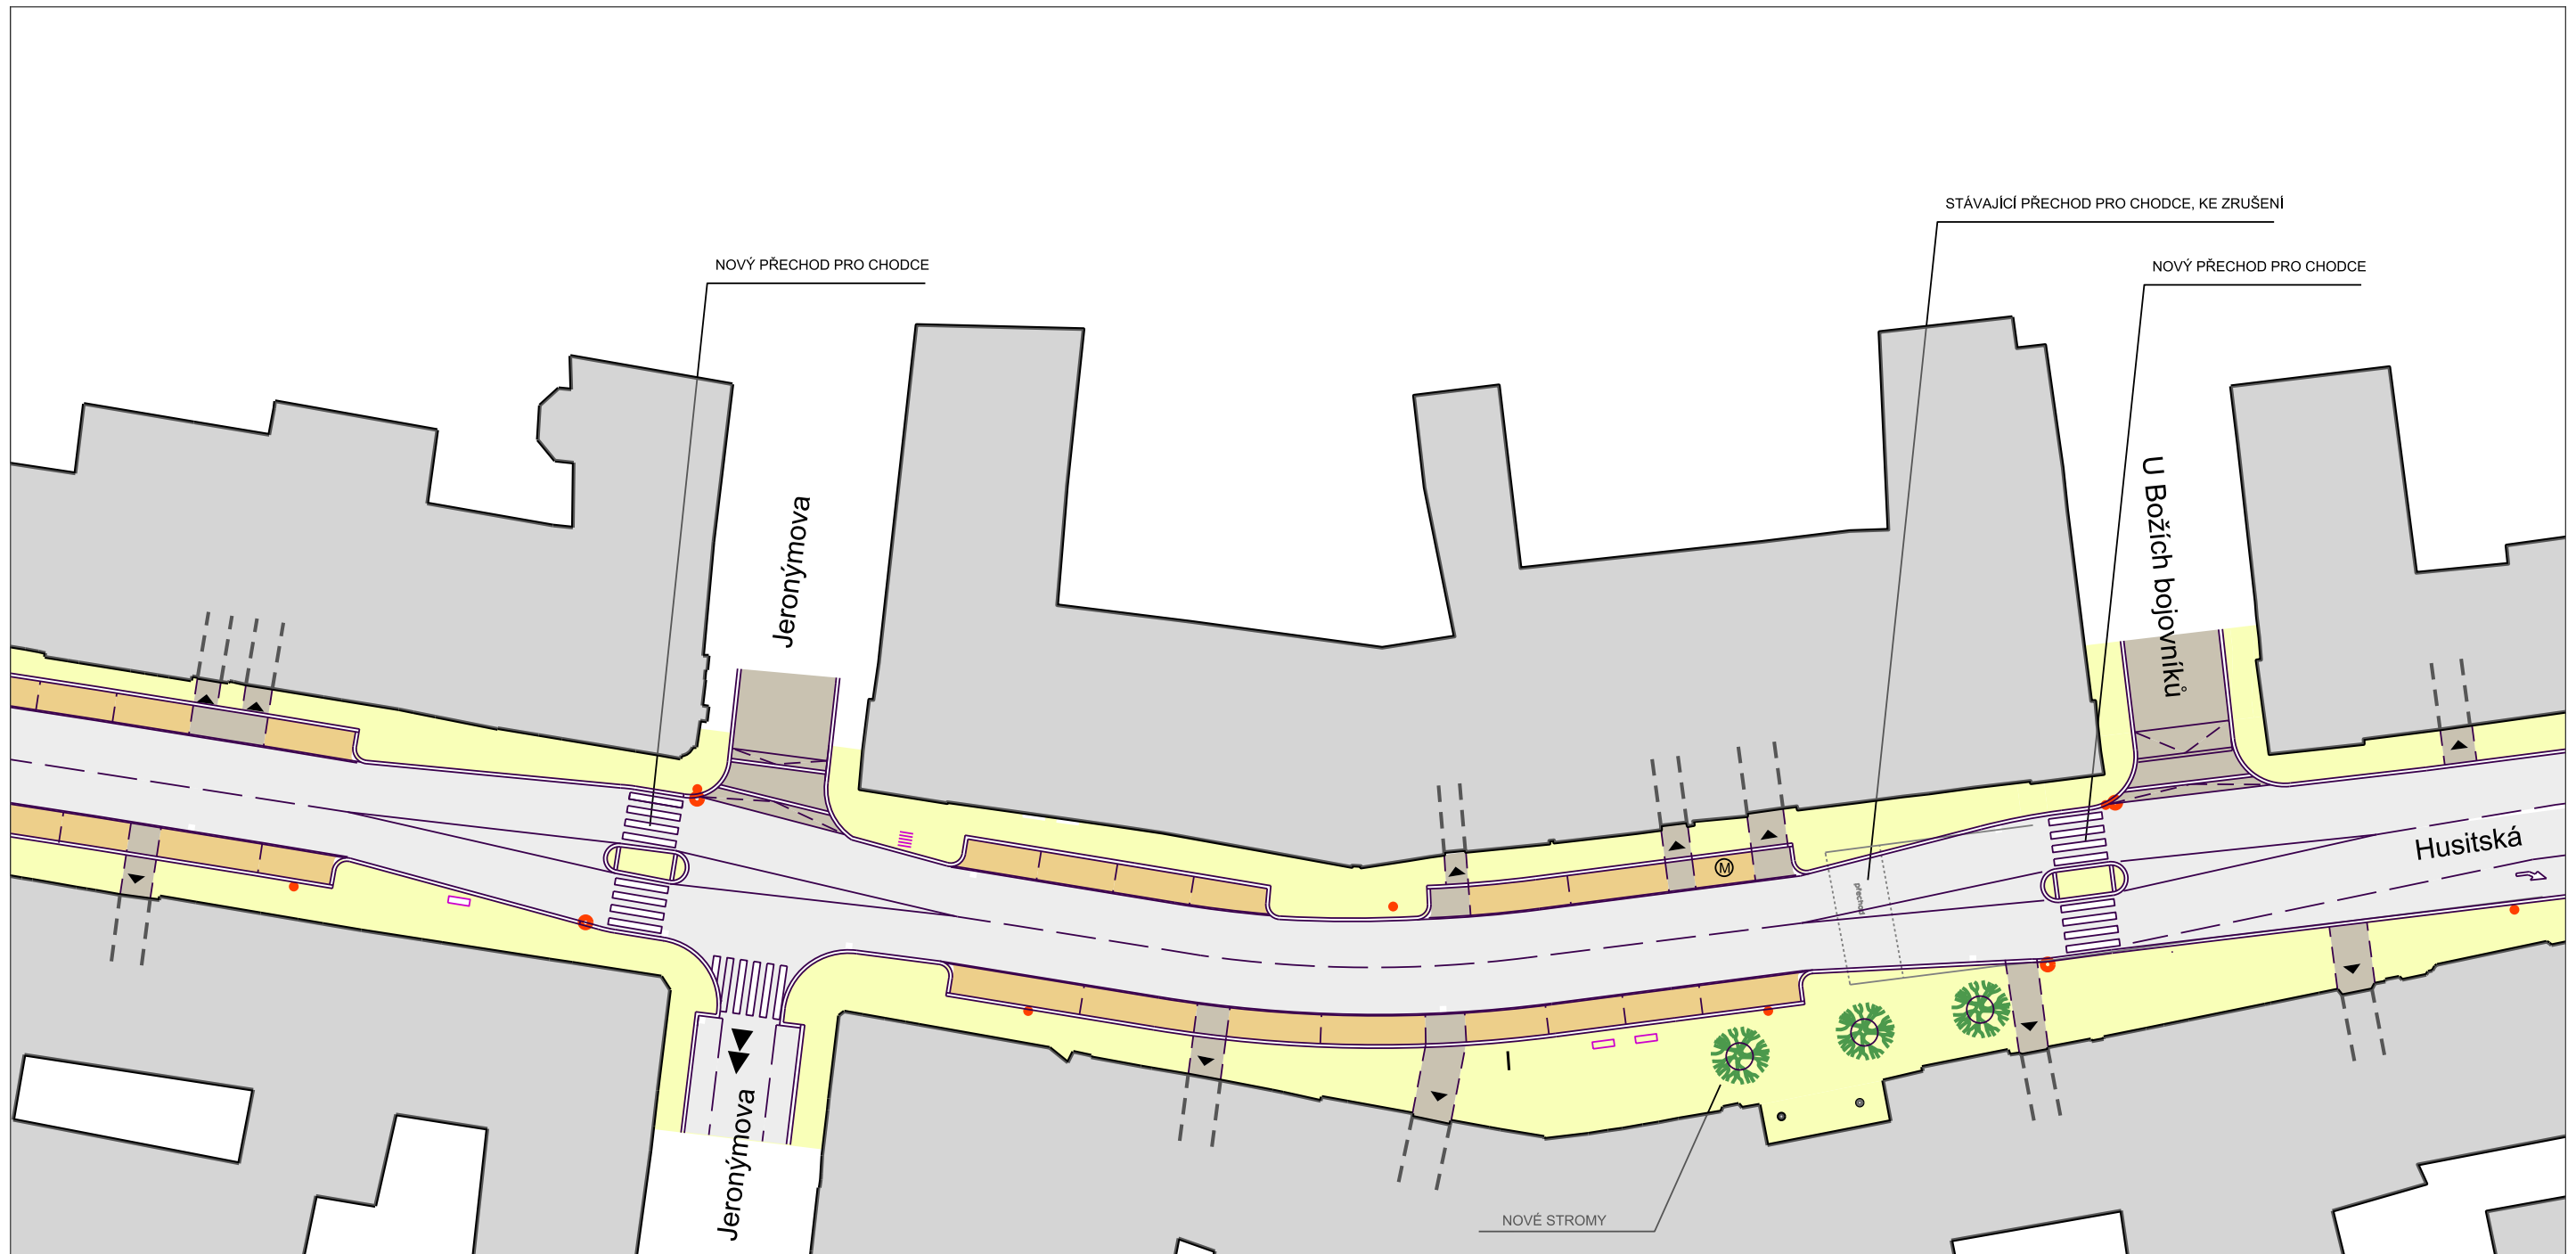 STÁVAJÍCÍ PŘECHOD PRO CHODCE, KE ZRUŠENÍ
NOVÝ PŘECHOD PRO CHODCE
NOVÝ PŘECHOD PRO CHODCE
Jeronýmova
U Božích bojovníků
Husitská
M
přechod
Jeronýmova
NOVÉ STROMY